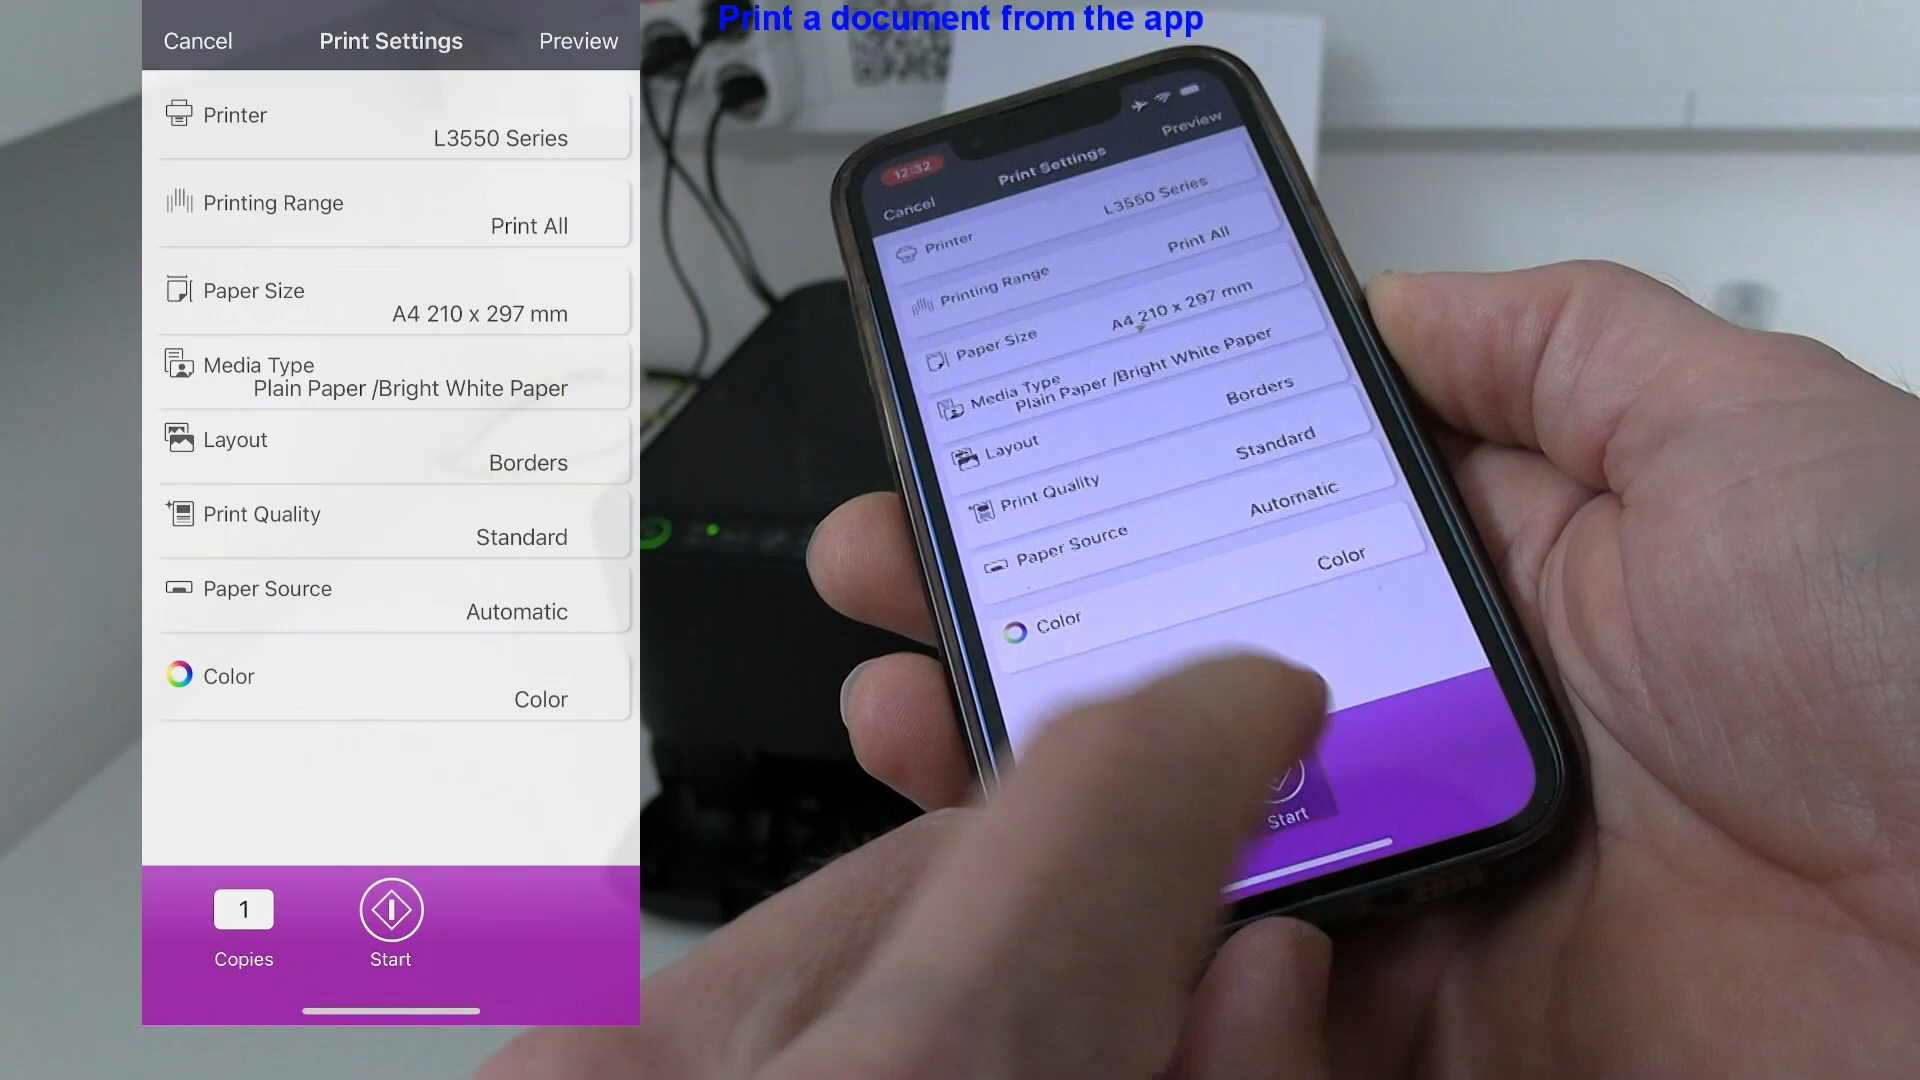 Print a document from the app
Cancel Print Settings Preview
Printer
L3550 Series
Printing Range
Print All
Paper Size
A4 210 x 297 mm
Media Type
Plain Paper /Bright White Paper
Layout
Borders
Print Quality
Standard
Paper Source
Automatic
Color
Color
1
Copies Start
12:32
Cancel Print Settings Preview
Printer L3550 Series
Printing Range Print All
Paper Size A4 210 x 297 mm
Media Type
Plain Paper /Bright White Paper
Layout Borders
Print Quality Standard
Paper Source Automatic
Color Color
Start